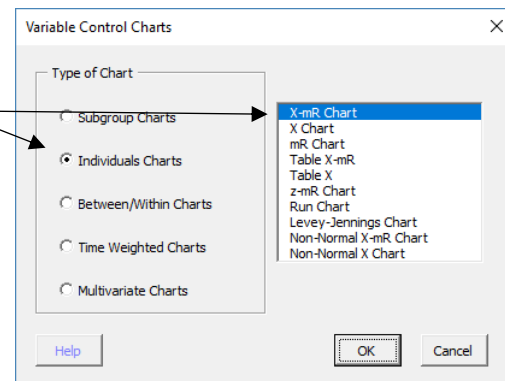 Variable Control Charts
Type of Chart
Subgroup Charts
Individuals Charts
Between/Within Charts
Time Weighted Charts
Multivariate Charts
X-mR Chart
X Chart
mR Chart
Table X-mR
Table X
z-mR Chart
Run Chart
Levey-Jennings Chart
Non-Normal X-mR Chart
Non-Normal X Chart
Help
OK
Cancel